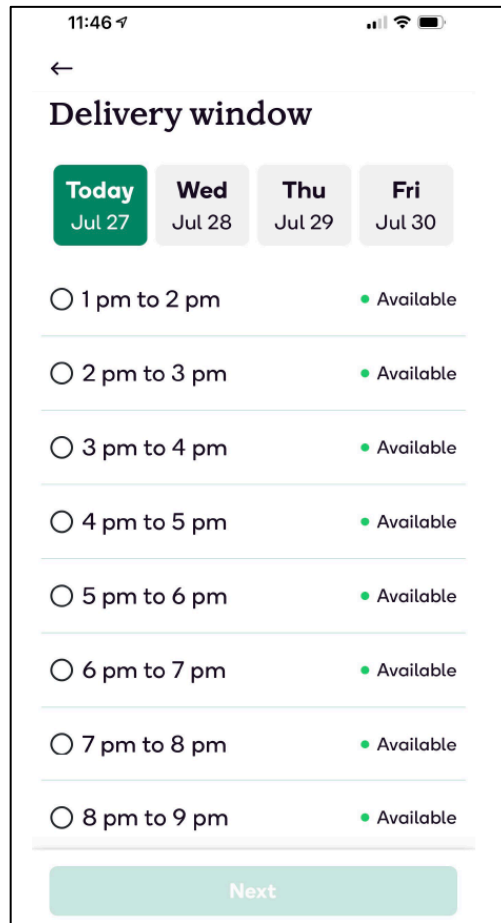 11:46
Delivery window
Today Wed Thu Fri
Jul 27 Jul 28 Jul 29 Jul 30
1 pm to 2 pm Available
2 pm to 3 pm Available
3 pm to 4 pm Available
4 pm to 5 pm Available
5 pm to 6 pm Available
6 pm to 7 pm Available
7 pm to 8 pm Available
8 pm to 9 pm Available
Next